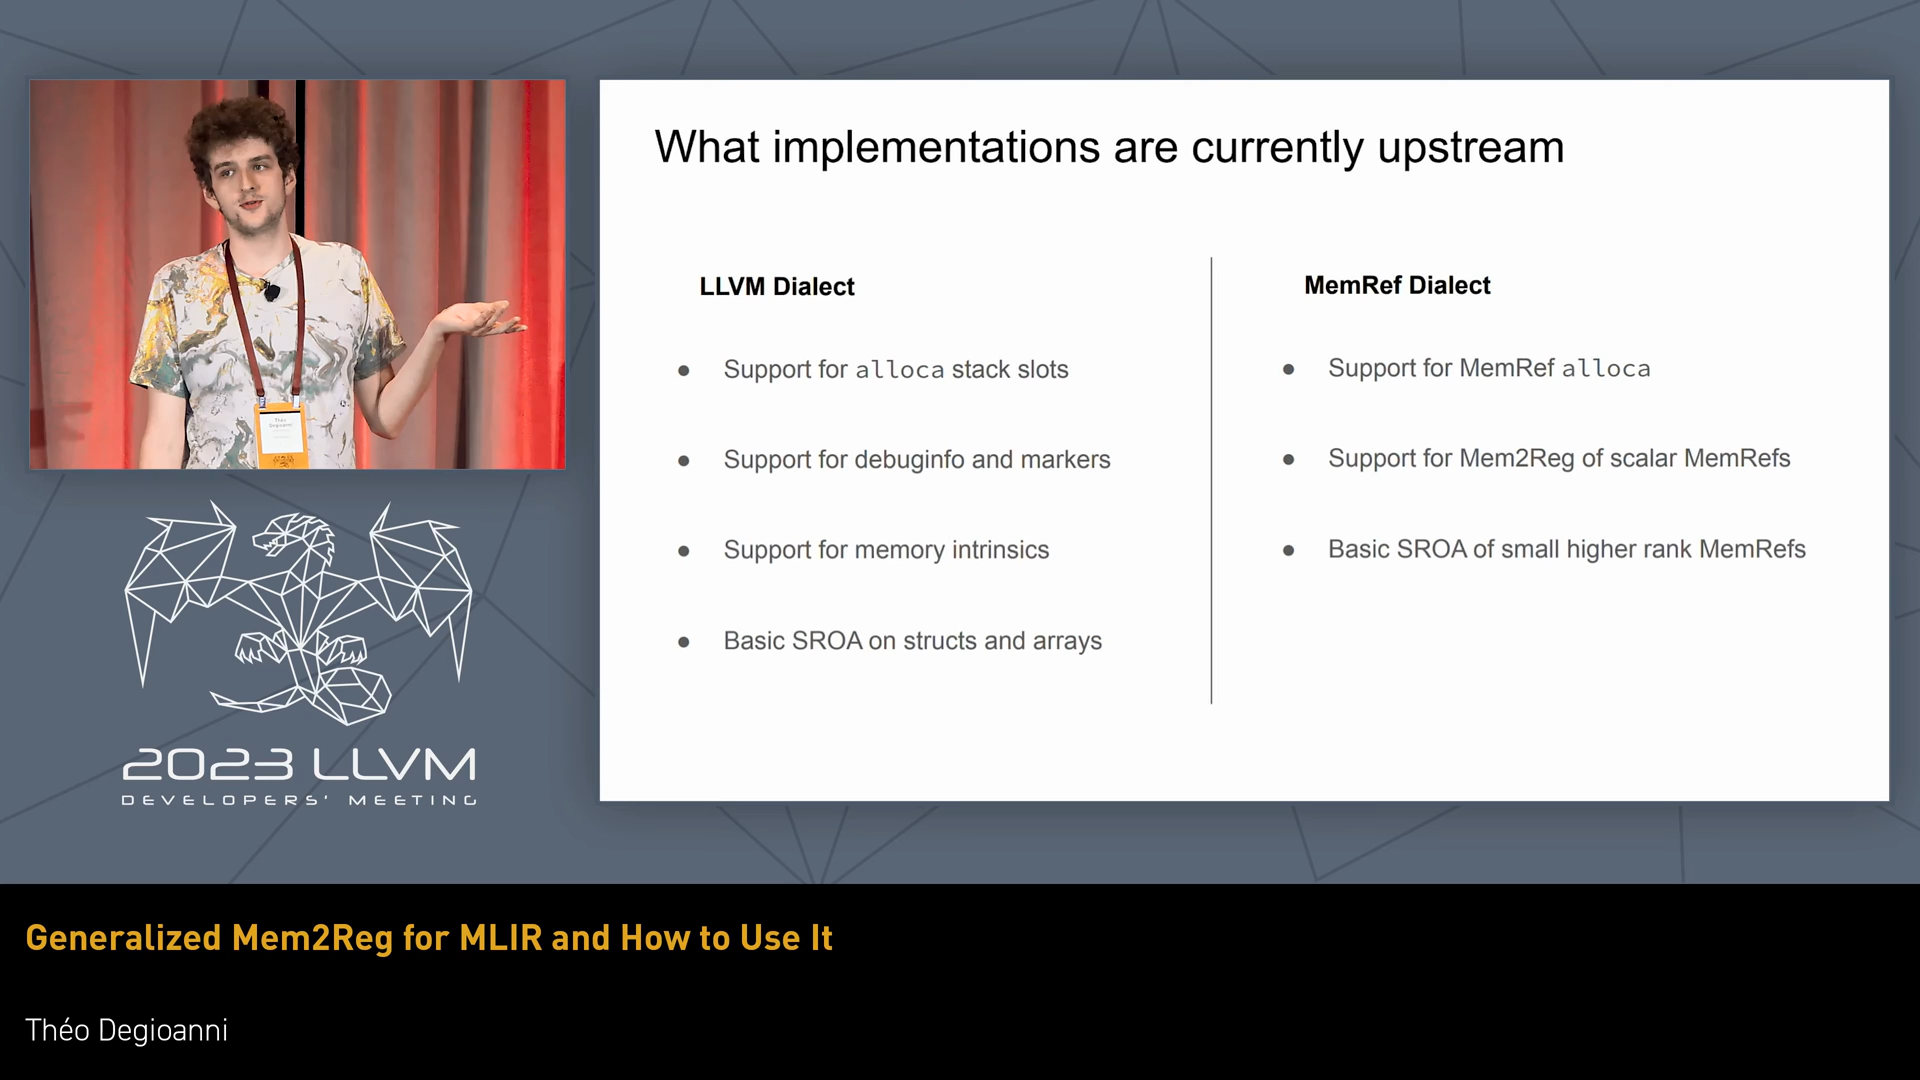 What implementations are currently upstream
LLVM Dialect
● Support for alloca stack slots
● Support for debuginfo and markers
● Support for memory intrinsics
● Basic SROA on structs and arrays
MemRef Dialect
● Support for MemRef alloca
● Support for Mem2Reg of scalar MemRefs
● Basic SROA of small higher rank MemRefs
Théo
Degioanni
2023 LLVM
DEVELOPERS' MEETING
Generalized Mem2Reg for MLIR and How to Use It
Théo Degioanni